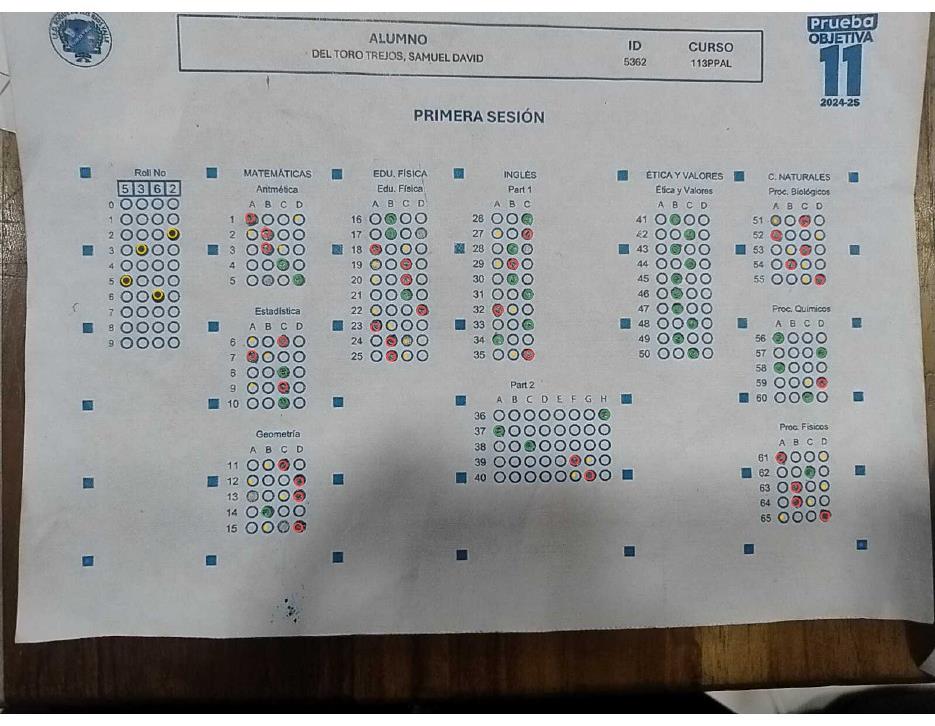 Prueba
OBJETIVA
11
2024-25
ALUMNO
DEL TORO TREJOS, SAMUEL DAVID
ID
5362
CURSO
113PPAL
PRIMERA SESIÓN
Roll No
5 3 6 2
0
1
2
3
4
5
6
7
8
9
MATEMÁTICAS
Aritmética
A B C D
1
2
3
4
5
Estadística
A B C D
6
7
8
9
10
Geometría
A B C D
11
12
13
14
15
EDU. FÍSICA
Edu. Física
A B C D
16
17
18
19
20
21
22
23
24
25
INGLÉS
Part 1
A B C
26
27
28
29
30
31
32
33
34
35
Part 2
A B C D E F G H
36
37
38
39
40
ÉTICA Y VALORES
Ética y Valores
A B C D
41
42
43
44
45
46
47
48
49
50
C. NATURALES
Proc. Biológicos
A B C D
51
52
53
54
55
Proc. Químicos
A B C D
56
57
58
59
60
Proc. Físicos
A B C D
61
62
63
64
65